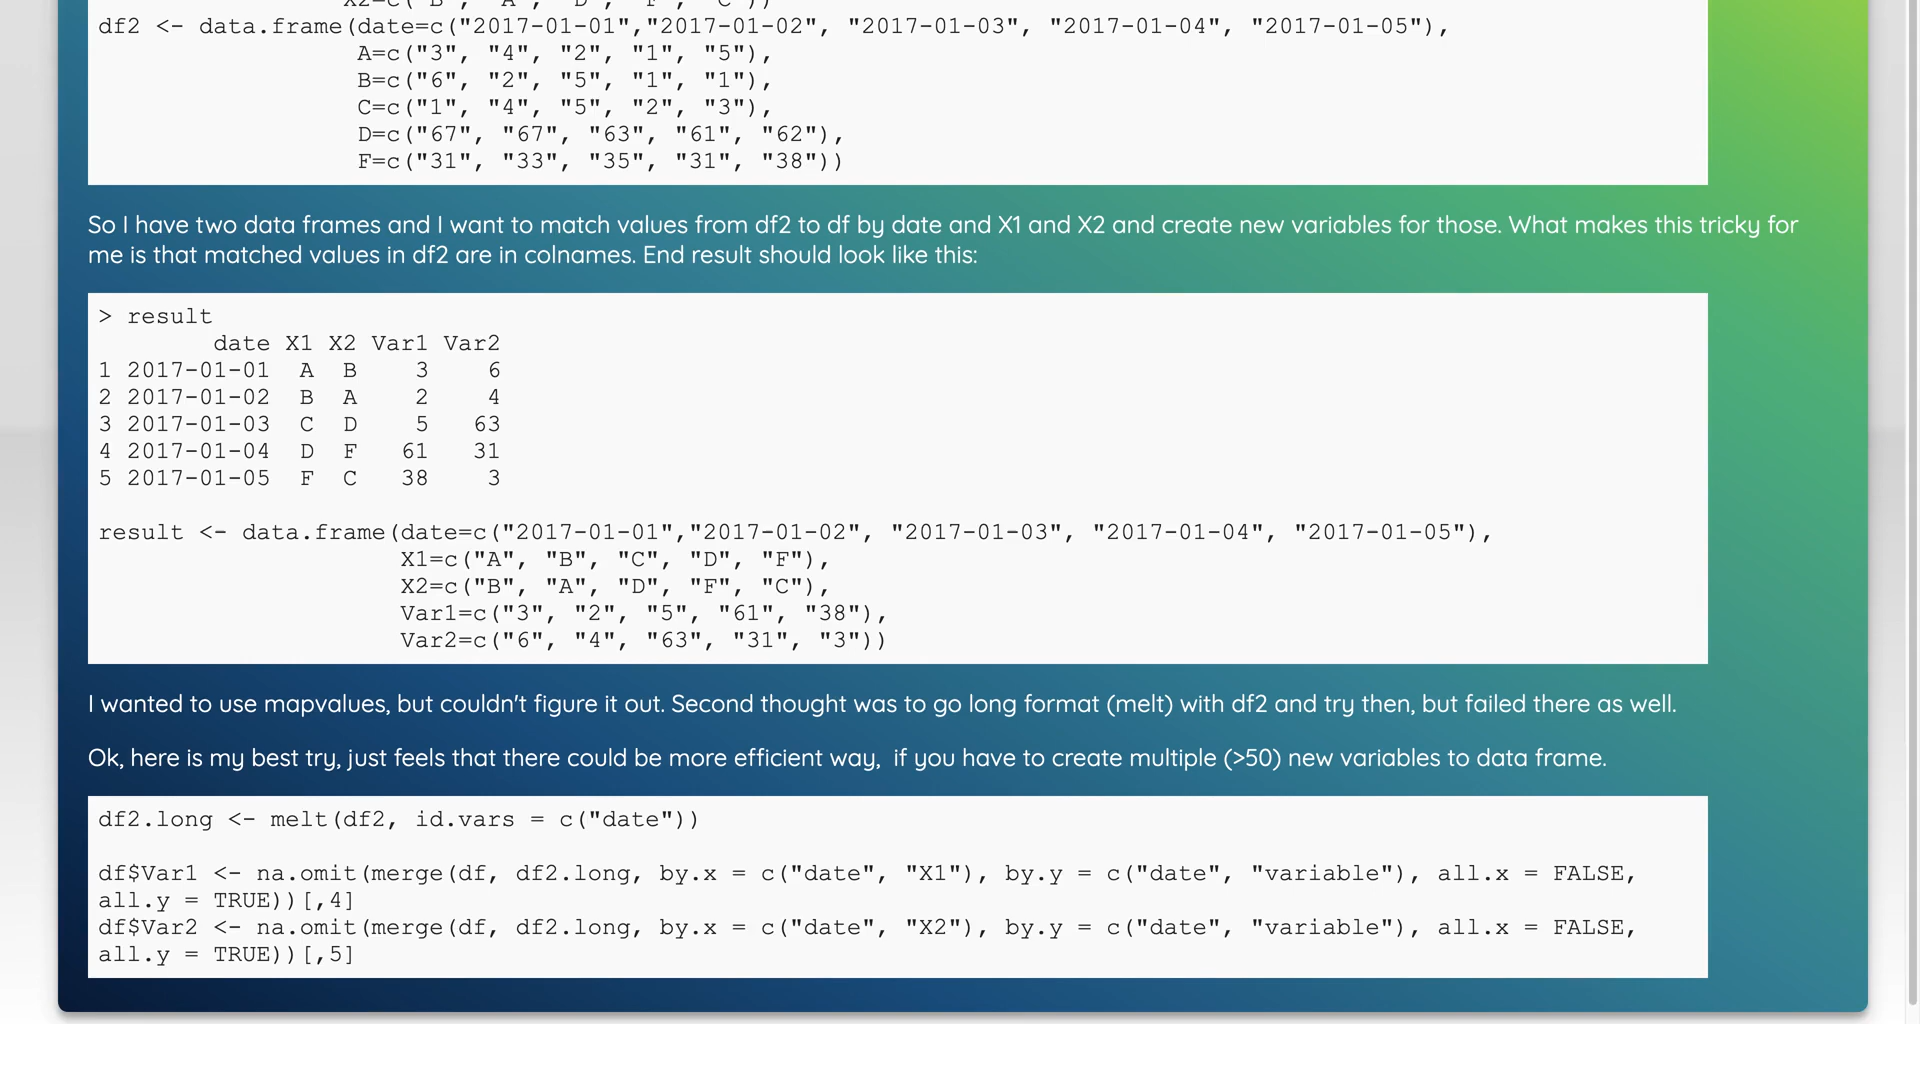 X2=c("B", "A", "D", "F", "C"))
df2 <- data.frame(date=c("2017-01-01","2017-01-02", "2017-01-03", "2017-01-04", "2017-01-05"),
A=c("3", "4", "2", "1", "5"),
B=c("6", "2", "5", "1", "1"),
C=c("1", "4", "5", "2", "3"),
D=c("67", "67", "63", "61", "62"),
F=c("31", "33", "35", "31", "38"))
So I have two data frames and I want to match values from df2 to df by date and X1 and X2 and create new variables for those. What makes this tricky for
me is that matched values in df2 are in colnames. End result should look like this:
> result
date X1 X2 Var1 Var2
1 2017-01-01 A B 3 6
2 2017-01-02 B A 2 4
3 2017-01-03 C D 5 63
4 2017-01-04 D F 61 31
5 2017-01-05 F C 38 3
result <- data.frame(date=c("2017-01-01","2017-01-02", "2017-01-03", "2017-01-04", "2017-01-05"),
X1=c("A", "B", "C", "D", "F"),
X2=c("B", "A", "D", "F", "C"),
Var1=c("3", "2", "5", "61", "38"),
Var2=c("6", "4", "63", "31", "3"))
I wanted to use mapvalues, but couldn't figure it out. Second thought was to go long format (melt) with df2 and try then, but failed there as well.
Ok, here is my best try, just feels that there could be more efficient way,  if you have to create multiple (>50) new variables to data frame.
df2.long <- melt(df2, id.vars = c("date"))
df$Var1 <- na.omit(merge(df, df2.long, by.x = c("date", "X1"), by.y = c("date", "variable"), all.x = FALSE,
all.y = TRUE))[,4]
df$Var2 <- na.omit(merge(df, df2.long, by.x = c("date", "X2"), by.y = c("date", "variable"), all.x = FALSE,
all.y = TRUE))[,5]